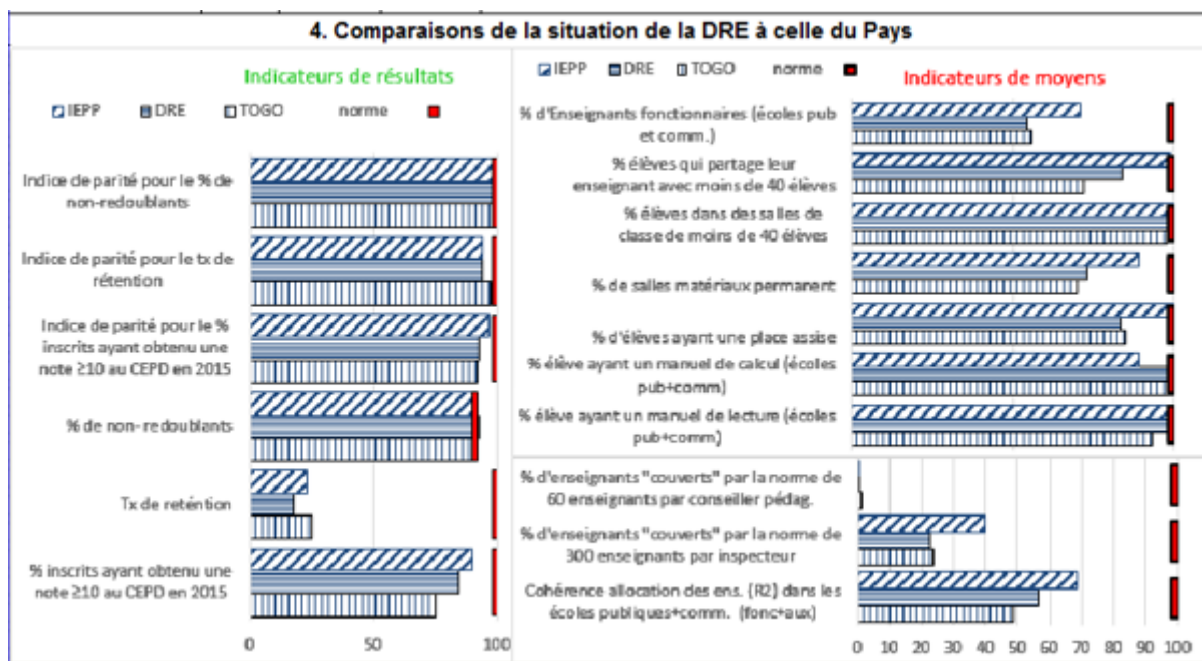 4. Comparaisons de la situation de la DRE à celle du Pays
Indicateurs de résultats
IEPP DRE TOGO norme
Indice de parité pour le % de
non-redoublants
Indice de parité pour le tx de
rétention
Indice de parité pour le %
inscrits ayant obtenu une
note ≥10 au CEPD en 2015
% de non- redoublants
Tx de retention
% inscrits ayant obtenu une
note ≥10 au CEPD en 2015
0 50 100
IEPP DRE TOGO norme
Indicateurs de moyens
% d'Enseignants fonctionnaires (écoles pub
et comm.)
% élèves qui partage leur
enseignant avec moins de 40 élèves
% élèves dans des salles de
classe de moins de 40 élèves
% de salles matériaux permanent
% d'élèves ayant une place assise
% élève ayant un manuel de calcul (écoles
pub+comm)
% élève ayant un manuel de lecture (écoles
pub+comm)
% d'enseignants "couverts" par la norme de
60 enseignants par conseiller pédag.
% d'enseignants "couverts" par la norme de
300 enseignants par inspecteur
Cohérence allocation des ens. (R2) dans les
écoles publiques+comm. (fonc+aux)
0 10 20 30 40 50 60 70 80 90 100